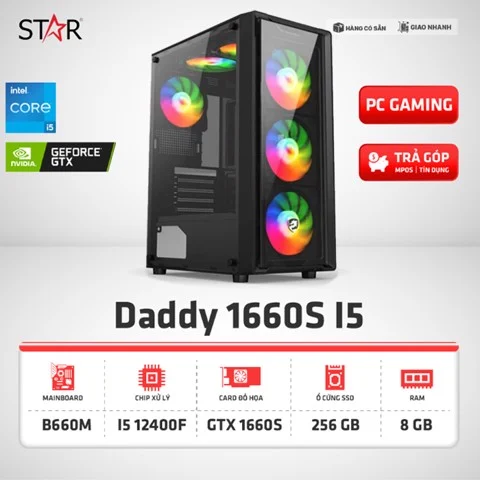 STAR
HÀNG CÓ SẴN
GIAO NHANH
intel
CORE
i5
NVIDIA.
GEFORCE
GTX
PC GAMING
TRẢ GÓP
MPOS | TÍN DỤNG
Daddy 1660S I5
MAINBOARD
CHIP XỬ LÝ
CARD ĐỒ HỌA
Ổ CỨNG SSD
RAM
B660M
I5 12400F
GTX 1660S
256 GB
8 GB